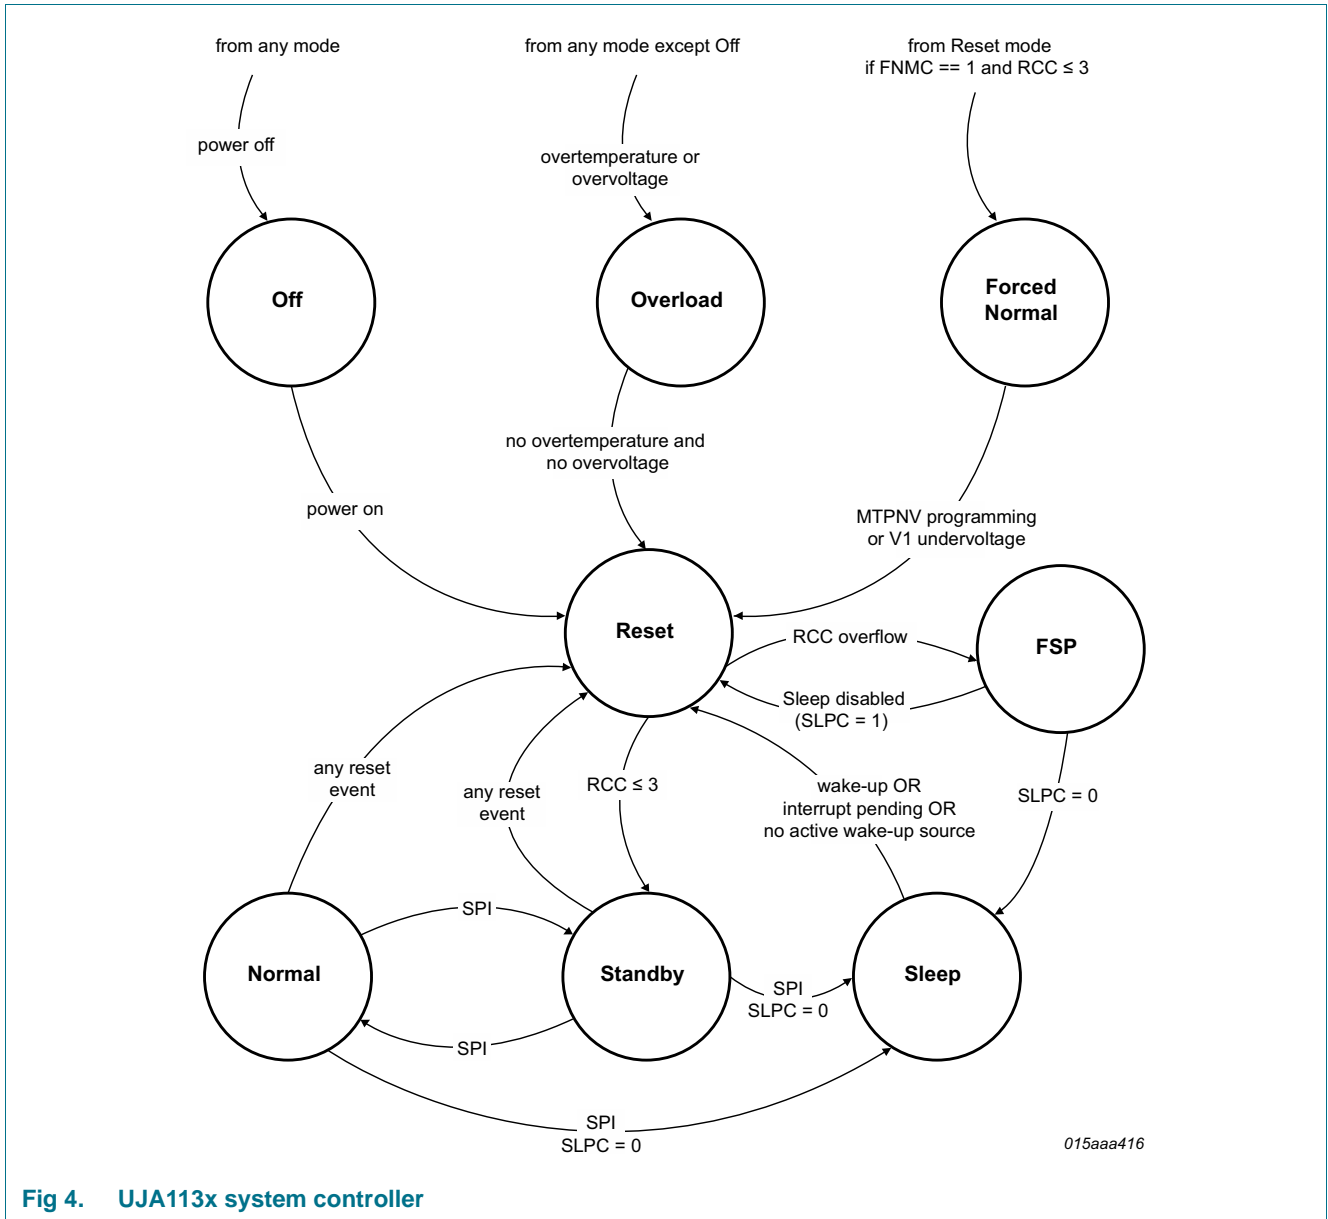 from any mode
from any mode except Off
from Reset mode
if FNMC == 1 and RCC ≤ 3
power off
overtemperature or
overvoltage
Off
Overload
Forced
Normal
no overtemperature and
no overvoltage
power on
MTPNV programming
or V1 undervoltage
Reset
RCC overflow
FSP
Sleep disabled
(SLPC = 1)
any reset
event
any reset
event
RCC ≤ 3
wake-up OR
interrupt pending OR
no active wake-up source
SLPC = 0
SPI
Normal
Standby
Sleep
SPI
SLPC = 0
SPI
SPI
SLPC = 0
015aaa416
Fig 4. UJA113x system controller